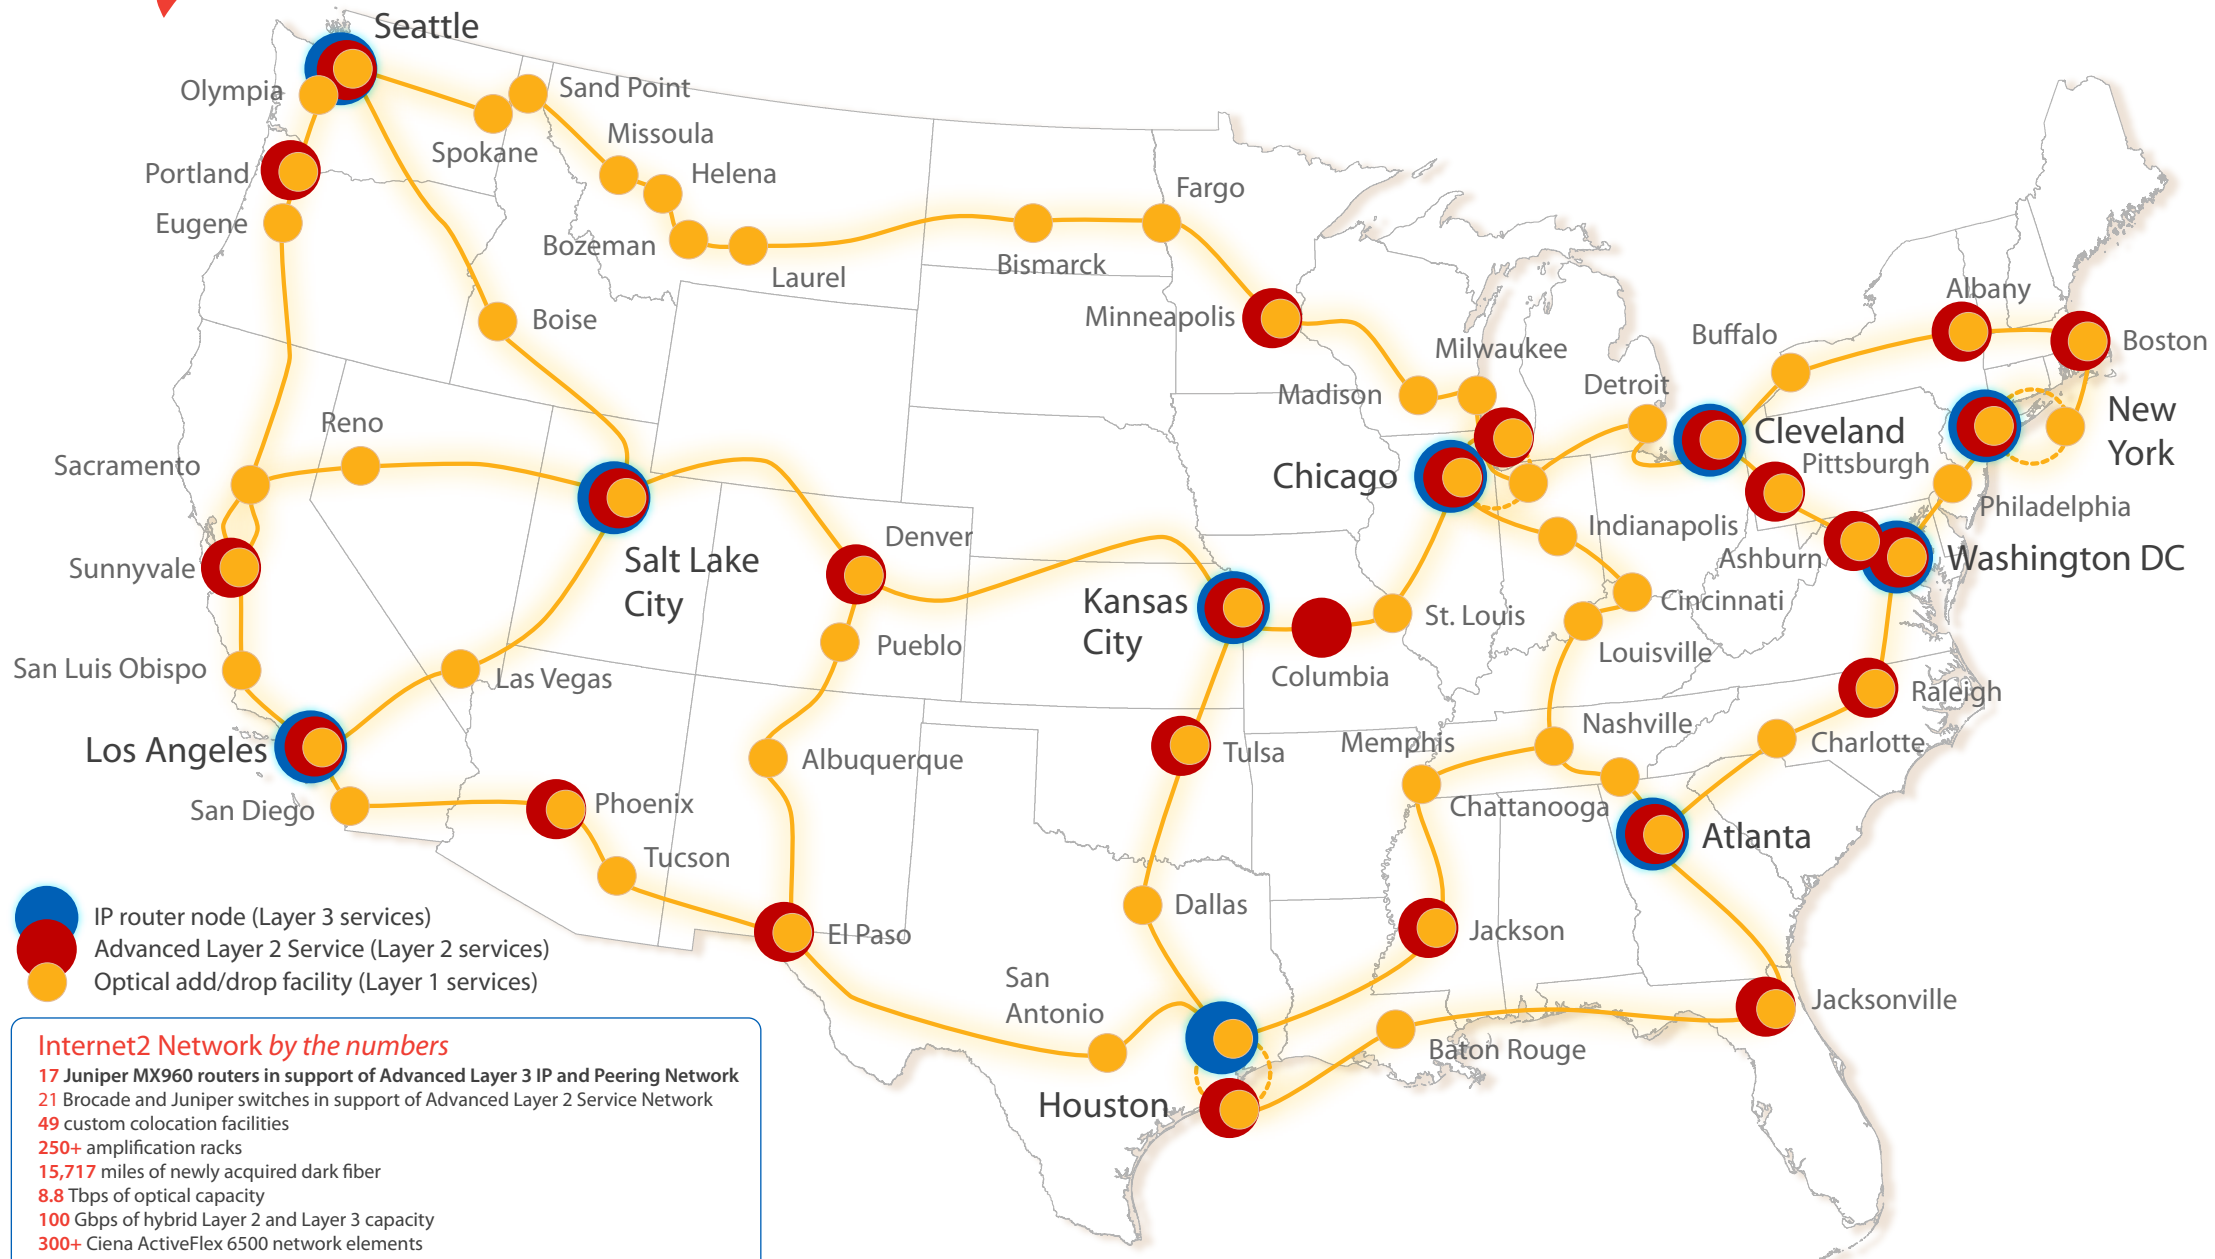 Seattle
Olympia
Sand Point
Missoula
Spokane
Portland
Helena
Fargo
Eugene
Bozeman
Laurel
Bismarck
Albany
Minneapolis
Boise
Buffalo
Boston
Milwaukee
Madison
Detroit
New
York
Reno
Cleveland
Sacramento
Pittsburgh
Chicago
Philadelphia
Indianapolis
Denver
Ashburn
Washington DC
Sunnyvale
Salt Lake
City
Kansas
City
Cincinnati
St. Louis
Pueblo
Louisville
San Luis Obispo
Las Vegas
Columbia
Raleigh
Nashville
Memphis
Charlotte
Los Angeles
Tulsa
Albuquerque
San Diego
Phoenix
Chattanooga
Atlanta
Tucson
Dallas
El Paso
Jackson
San
Antonio
Jacksonville
Baton Rouge
Houston
IP router node (Layer 3 services)
Advanced Layer 2 Service (Layer 2 services)
Optical add/drop facility (Layer 1 services)
Internet2 Network by the numbers
17 Juniper MX960 routers in support of Advanced Layer 3 IP and Peering Network
21 Brocade and Juniper switches in support of Advanced Layer 2 Service Network
49 custom colocation facilities
250+ amplification racks
15,717 miles of newly acquired dark fiber
8.8 Tbps of optical capacity
100 Gbps of hybrid Layer 2 and Layer 3 capacity
300+ Ciena ActiveFlex 6500 network elements